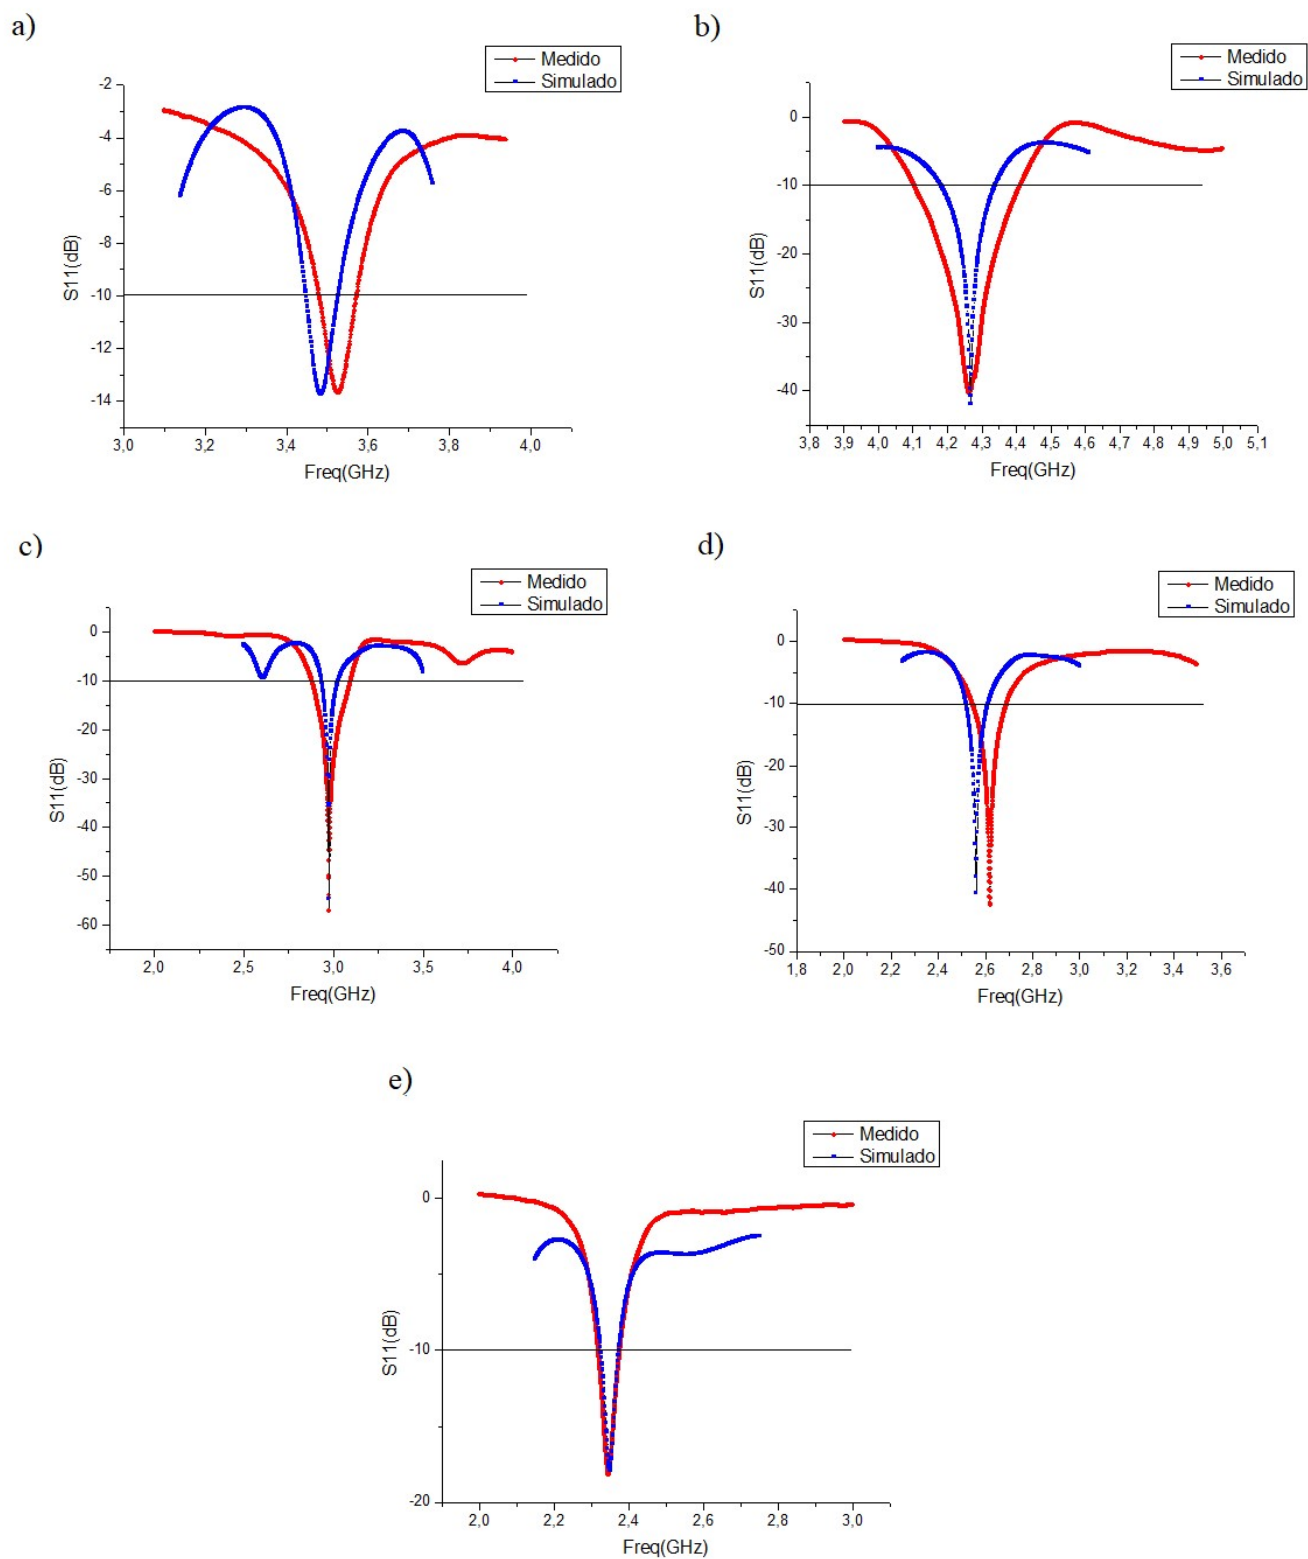 a)
Medido
Simulado
-2
-4
-6
-8
-10
-12
-14
S11(dB)
3,0 3,2 3,4 3,6 3,8 4,0
Freq(GHz)
b)
Medido
Simulado
0
-10
-20
-30
-40
S11(dB)
3,8 3,9 4,0 4,1 4,2 4,3 4,4 4,5 4,6 4,7 4,8 4,9 5,0 5,1
Freq(GHz)
c)
Medido
Simulado
0
-10
-20
-30
-40
-50
-60
S11(dB)
2,0 2,5 3,0 3,5 4,0
Freq(GHz)
d)
Medido
Simulado
0
-10
-20
-30
-40
-50
S11(dB)
1,8 2,0 2,2 2,4 2,6 2,8 3,0 3,2 3,4 3,6
Freq(GHz)
e)
Medido
Simulado
0
-10
-20
S11(dB)
2,0 2,2 2,4 2,6 2,8 3,0
Freq(GHz)